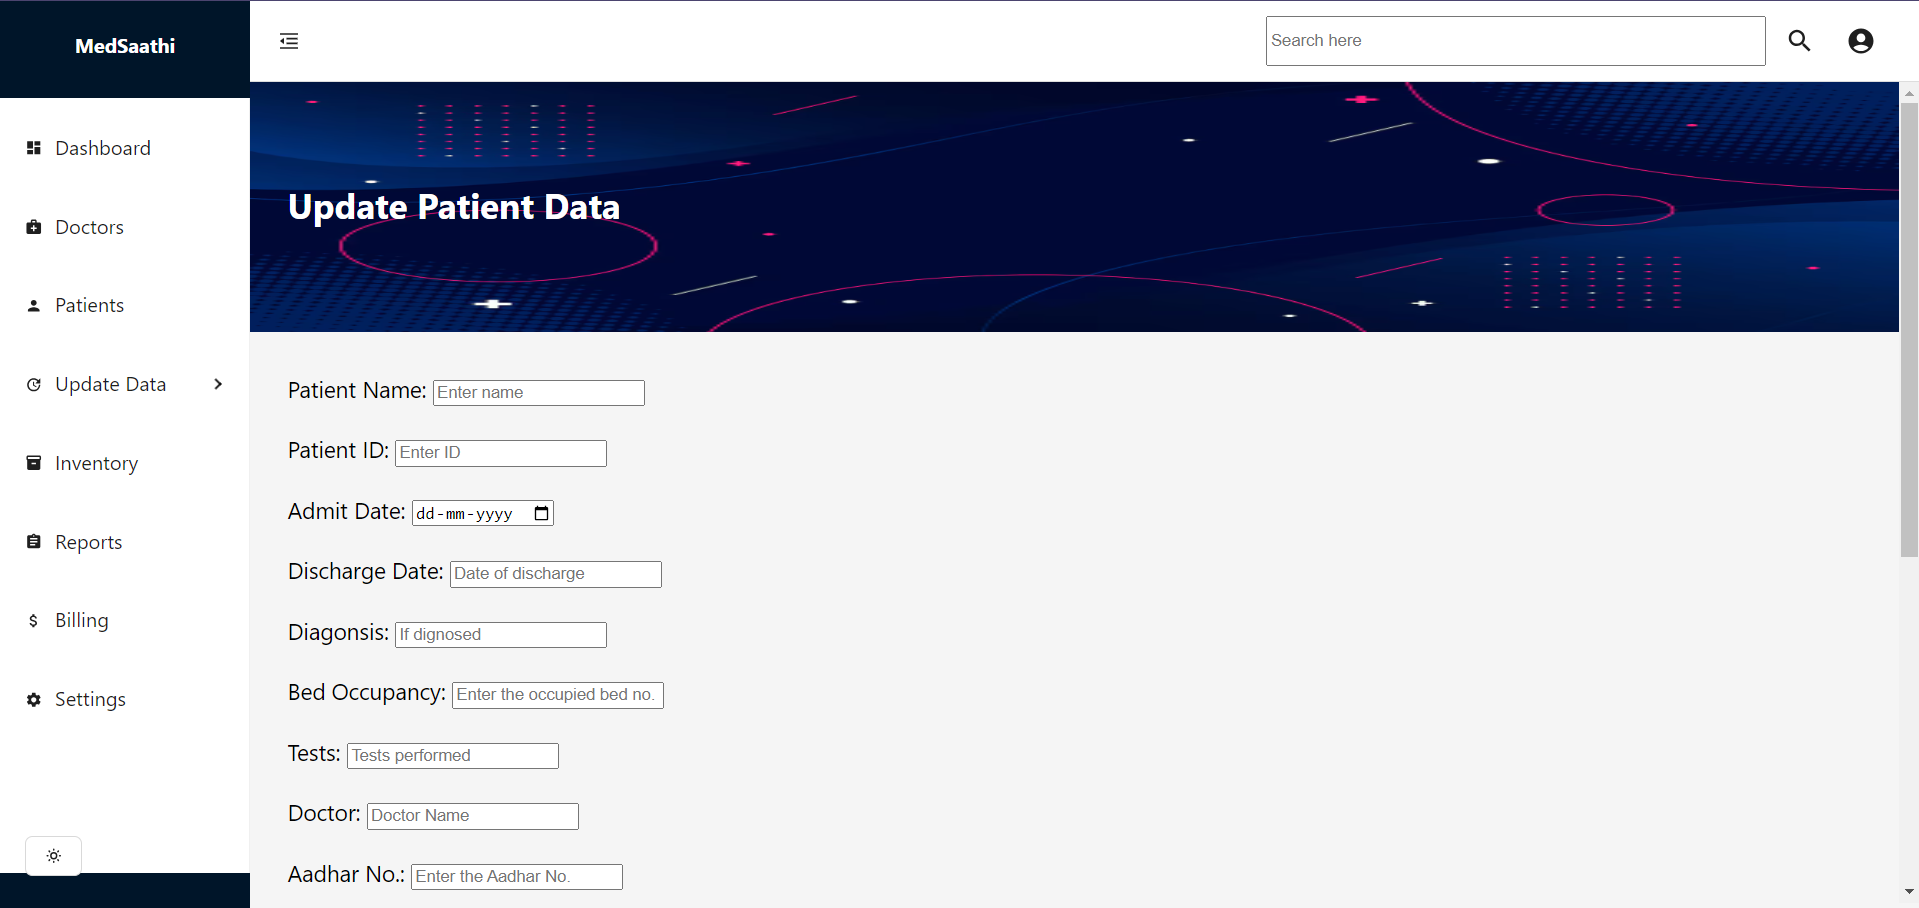 MedSaathi
Search here
Dashboard
Doctors
Patients
Update Data
Inventory
Reports
$ Billing
Settings
Update Patient Data
Patient Name: Enter name
Patient ID: Enter ID
Admit Date: dd-mm-yyyy
Discharge Date: Date of discharge
Diagonsis: If dignosed
Bed Occupancy: Enter the occupied bed no.
Tests: Tests performed
Doctor: Doctor Name
Aadhar No.: Enter the Aadhar No.